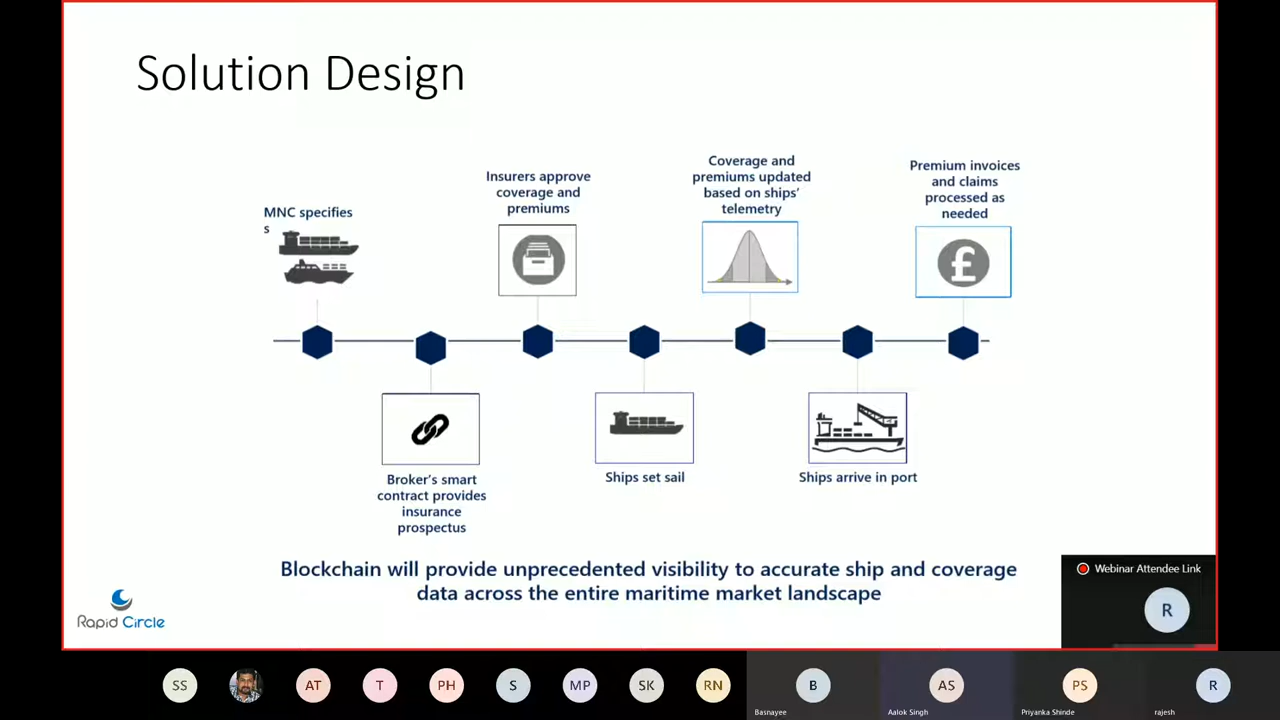 Solution Design
MNC specifies
s
Insurers approve
coverage and
premiums
Coverage and
premiums updated
based on ships'
telemetry
Premium invoices
and claims
processed as
needed
£
Broker's smart
contract provides
insurance
prospectus
Ships set sail
Ships arrive in port
Blockchain will provide unprecedented visibility to accurate ship and coverage
data across the entire maritime market landscape
Rapid Circle
Webinar Attendee Link
R
SS
AT
T
PH
S
MP
SK
RN
B
Basnayee
AS
Aalok Singh
PS
Priyanka Shinde
R
rajesh